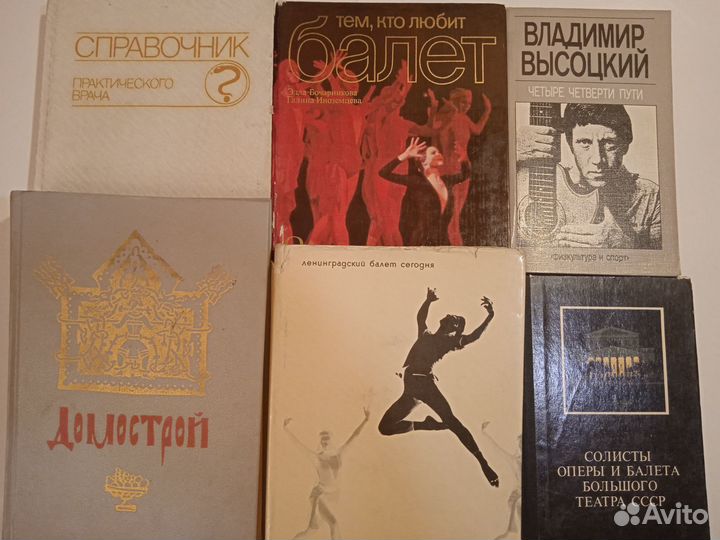 СПРАВОЧНИК
ПРАКТИЧЕСКОГО
ВРАЧА
?
тем, кто любит
балет
Элла Бочарникова
Галина Иноземцева
ВЛАДИМИР
ВЫСОЦКИЙ
ЧЕТЫРЕ ЧЕТВЕРТИ ПУТИ
«Физкультура и спорт»
ДОМОСТРОЙ
ленинградский балет сегодня
СОЛИСТЫ
ОПЕРЫ И БАЛЕТА
БОЛЬШОГО
ТЕАТРА СССР
Avito